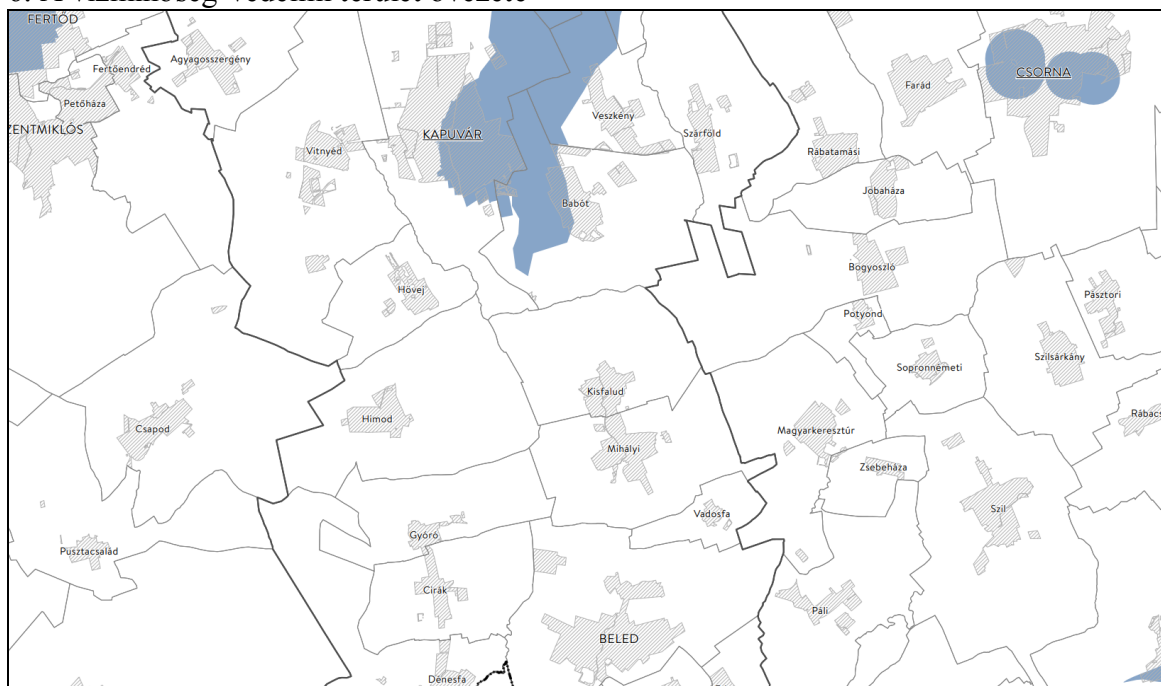 FERTŐD
Agyagosszergény
Fertőendréd
Petőháza
ZENTMIKLÓS
KAPUVÁR
Vitnyéd
Veszkény
Szárföld
Babót
CSORNA
Farád
Rábatamási
Jobaháza
Hövej
Bogyoszló
Potyond
Pásztori
Szilsárkány
Sopronnémeti
Kisfalud
Himod
Csapod
Mihályi
Magyarkeresztúr
Rábacs
Zsebeháza
Vadosfa
Szil
Gyóró
Pusztacsalád
Cirák
Páli
BELED
Dénesfa